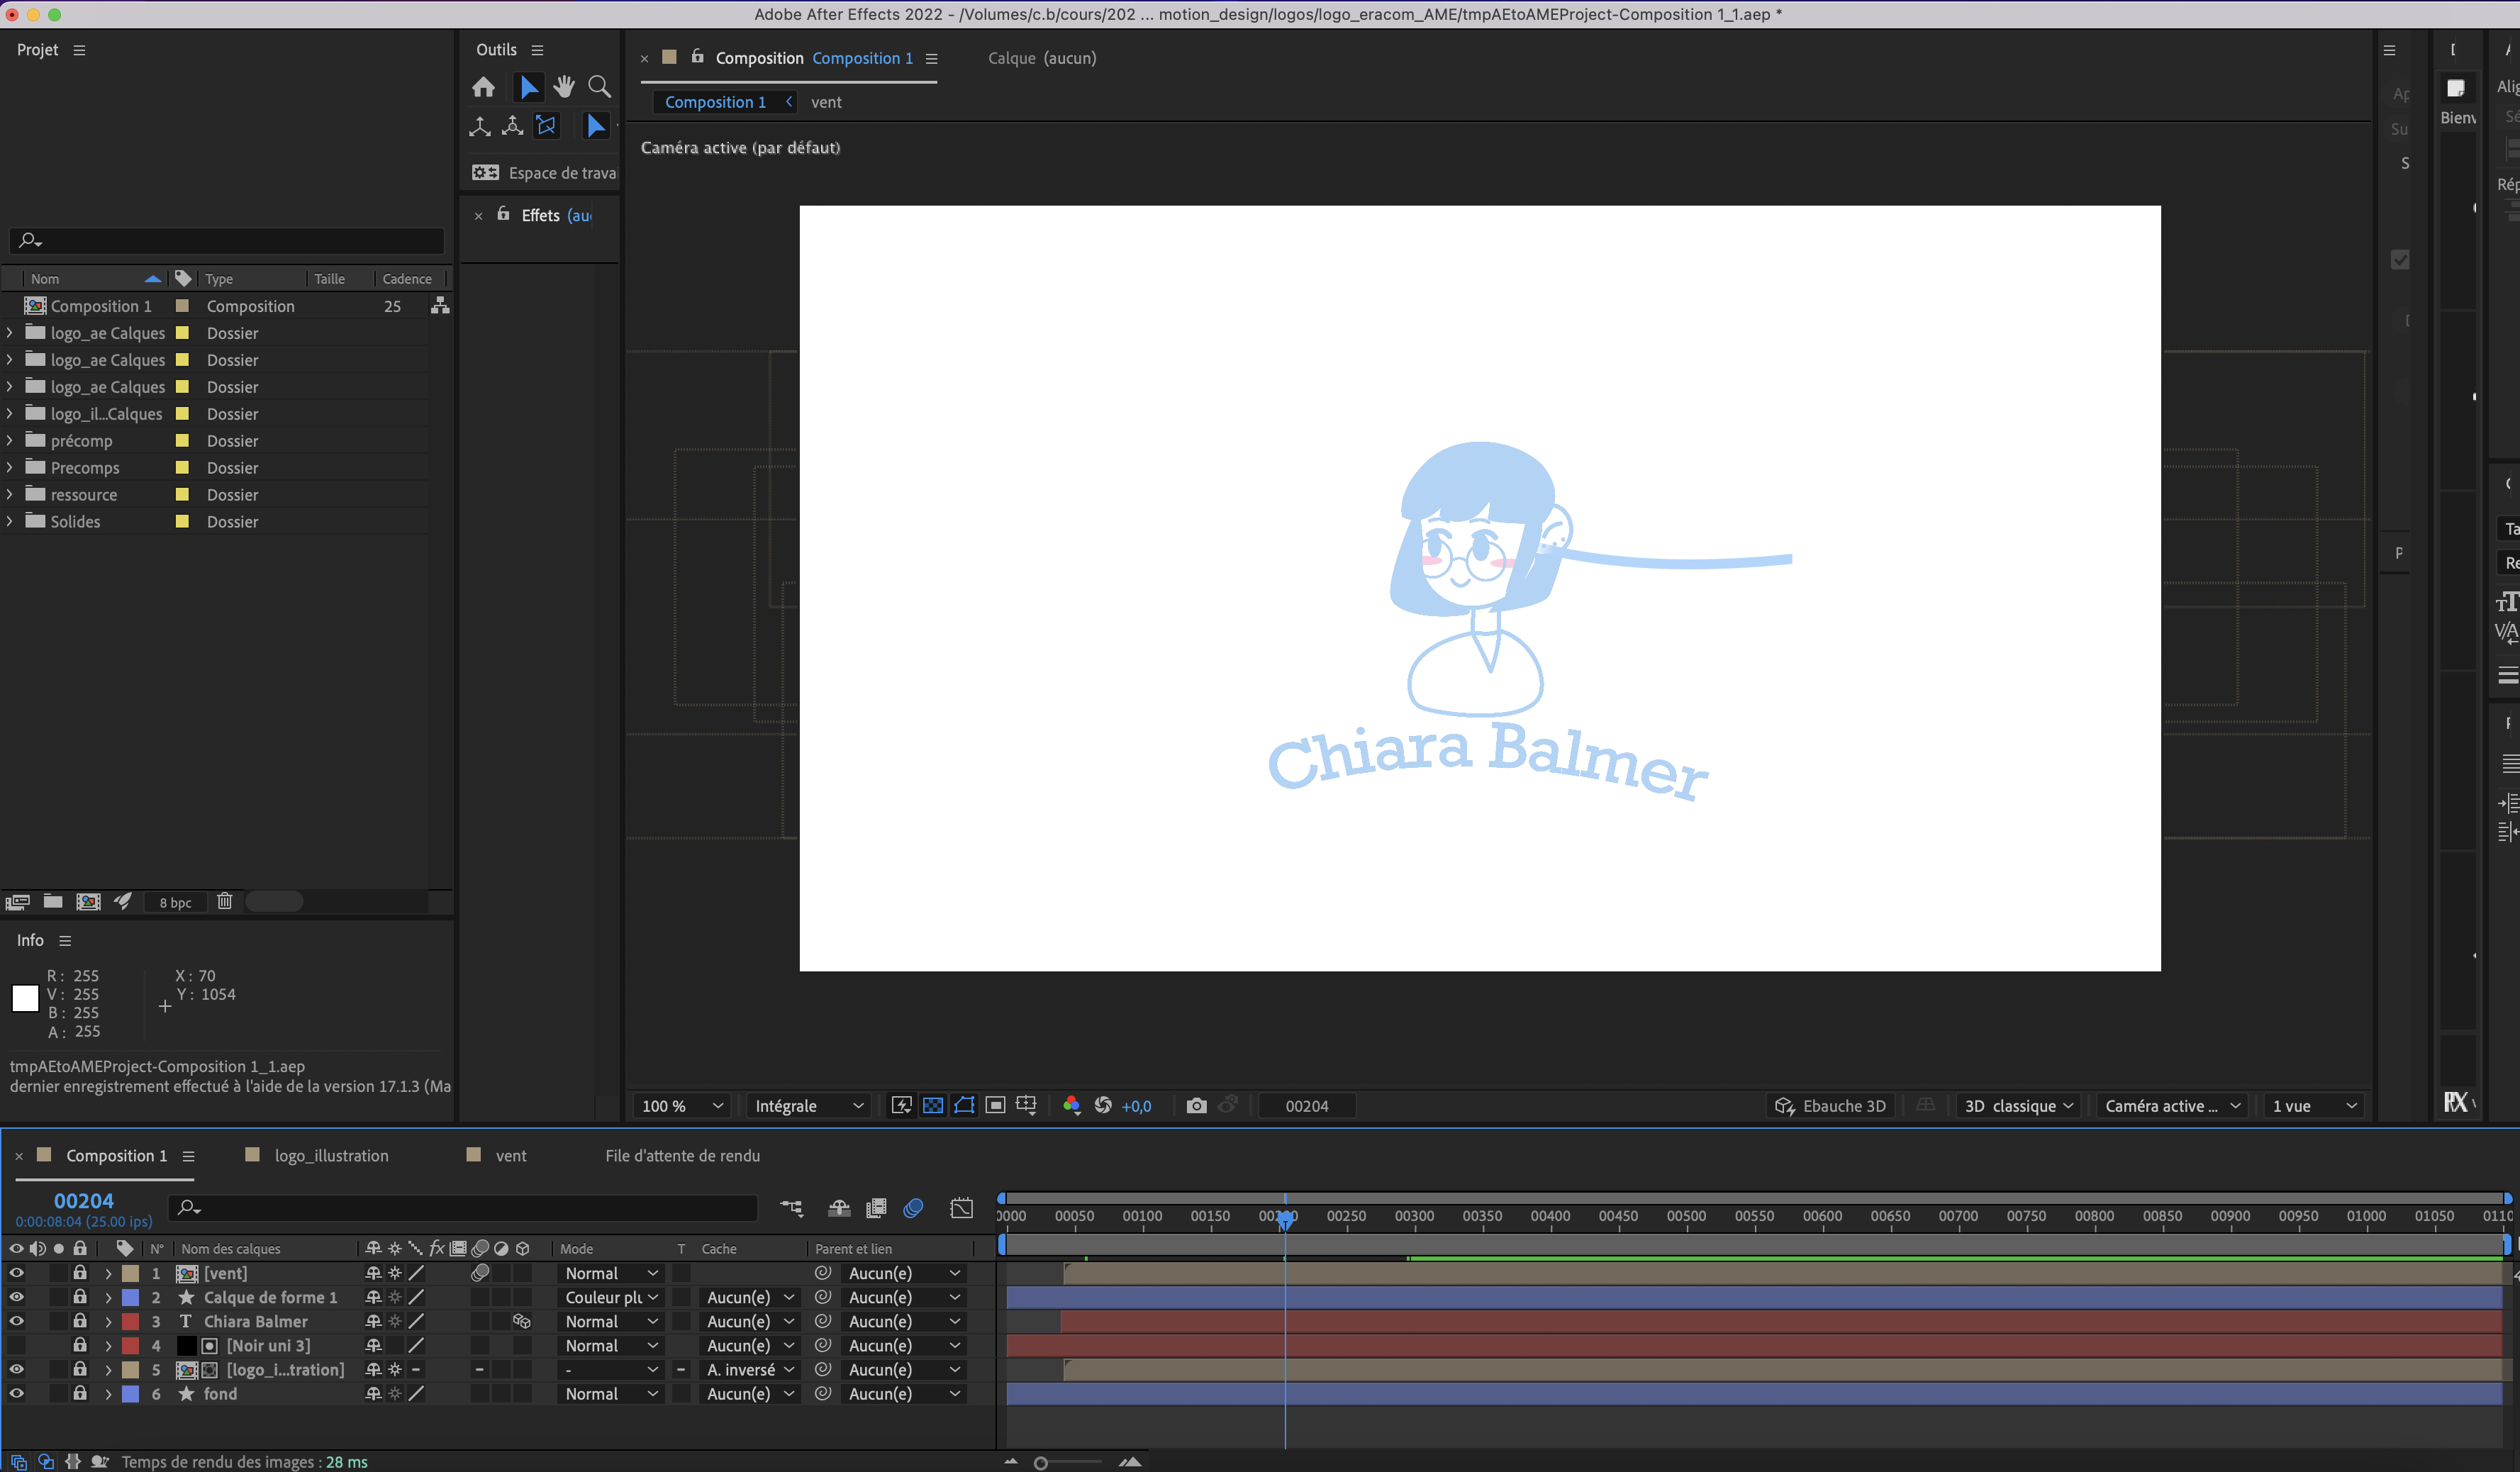 Adobe After Effects 2022 - /Volumes/c.b/cours/202 ... motion_design/logos/logo_eracom_AME/tmpAEtoAMEProject-Composition 1_1.aep *
Projet
Outils
Composition Composition 1
Calque (aucun)
Composition 1 vent
Espace de travai
Effets (au
Caméra active (par défaut)
Bienv
Nom Type Taille Cadence
Composition 1 Composition 25
logo_ae Calques Dossier
logo_ae Calques Dossier
logo_ae Calques Dossier
logo_il...Calques Dossier
précomp Dossier
Precomps Dossier
ressource Dossier
Solides Dossier
Chiara Balmer
8 bpc
Info
R : 255 X : 70
V : 255 Y : 1054
B : 255
A : 255
tmpAEtoAMEProject-Composition 1_1.aep
dernier enregistrement effectué à l'aide de la version 17.1.3 (Ma
100 % Intégrale +0,0 00204 Ebauche 3D 3D classique Caméra active ... 1 vue
Composition 1 logo_illustration vent File d'attente de rendu
00204
0:00:08:04 (25.00 ips)
0000 00050 00100 00150 00200 00250 00300 00350 00400 00450 00500 00550 00600 00650 00700 00750 00800 00850 00900 00950 01000 01050 0110
N° Nom des calques fx Mode T Cache Parent et lien
1 [vent] Normal Aucun(e)
2 Calque de forme 1 Couleur plu Aucun(e) Aucun(e)
3 T Chiara Balmer Normal Aucun(e) Aucun(e)
4 [Noir uni 3] Normal Aucun(e) Aucun(e)
5 [logo_i...tration] - A. inversé Aucun(e)
6 fond Normal Aucun(e) Aucun(e)
Temps de rendu des images : 28 ms